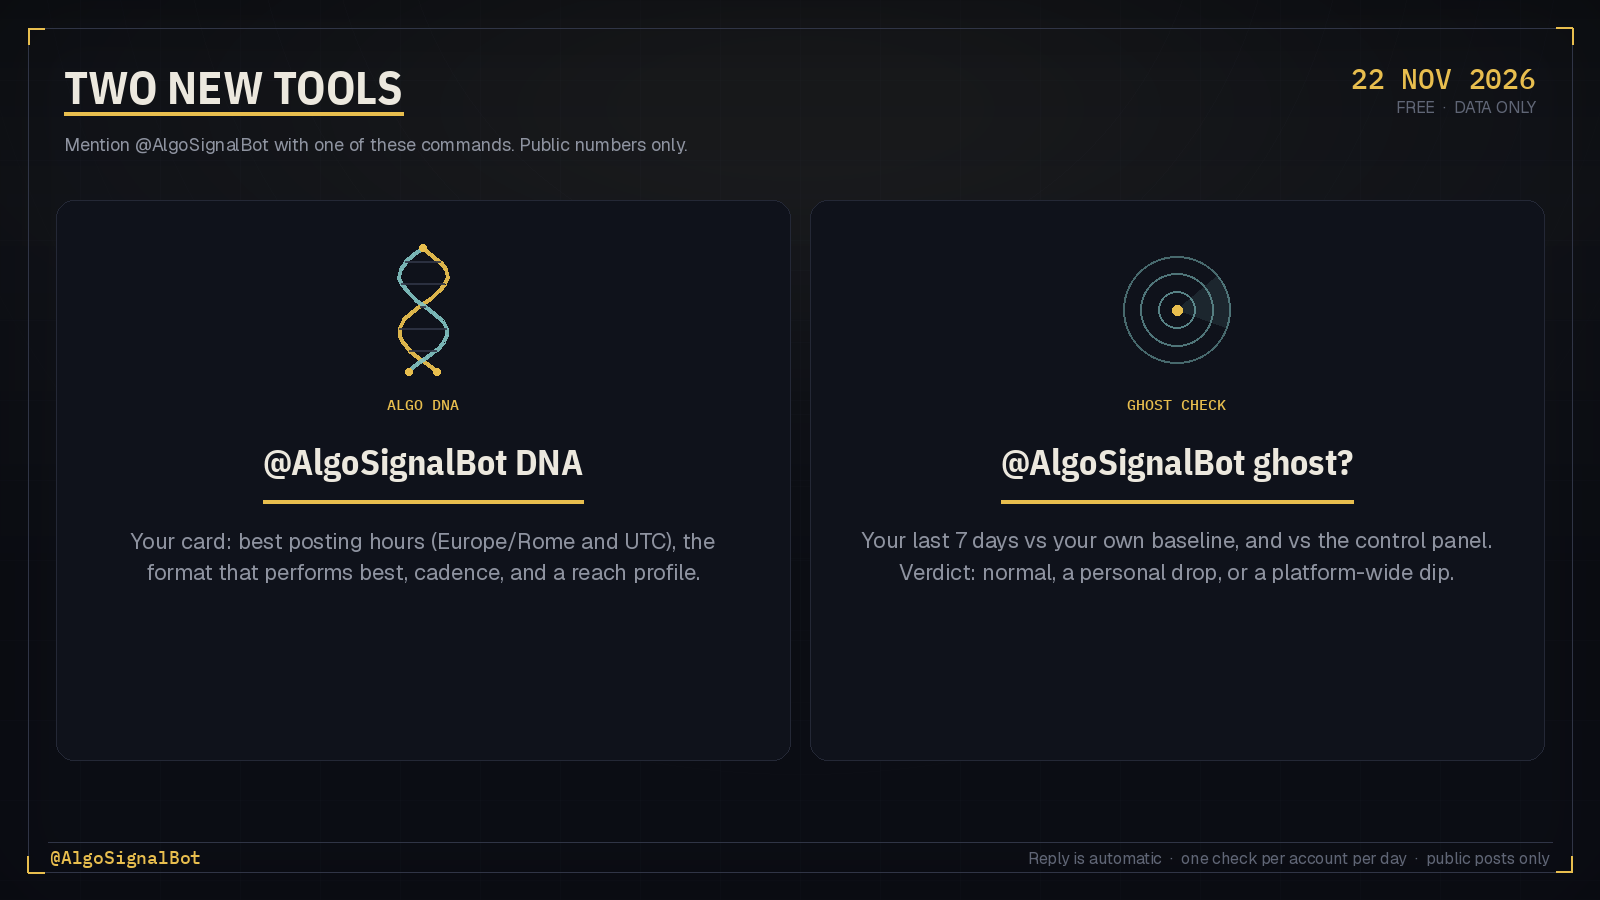 TWO NEW TOOLS
22 NOV 2026
FREE · DATA ONLY
Mention @AlgoSignalBot with one of these commands. Public numbers only.
ALGO DNA
@AlgoSignalBot DNA
Your card: best posting hours (Europe/Rome and UTC), the
format that performs best, cadence, and a reach profile.
GHOST CHECK
@AlgoSignalBot ghost?
Your last 7 days vs your own baseline, and vs the control panel.
Verdict: normal, a personal drop, or a platform-wide dip.
@AlgoSignalBot
Reply is automatic · one check per account per day · public posts only